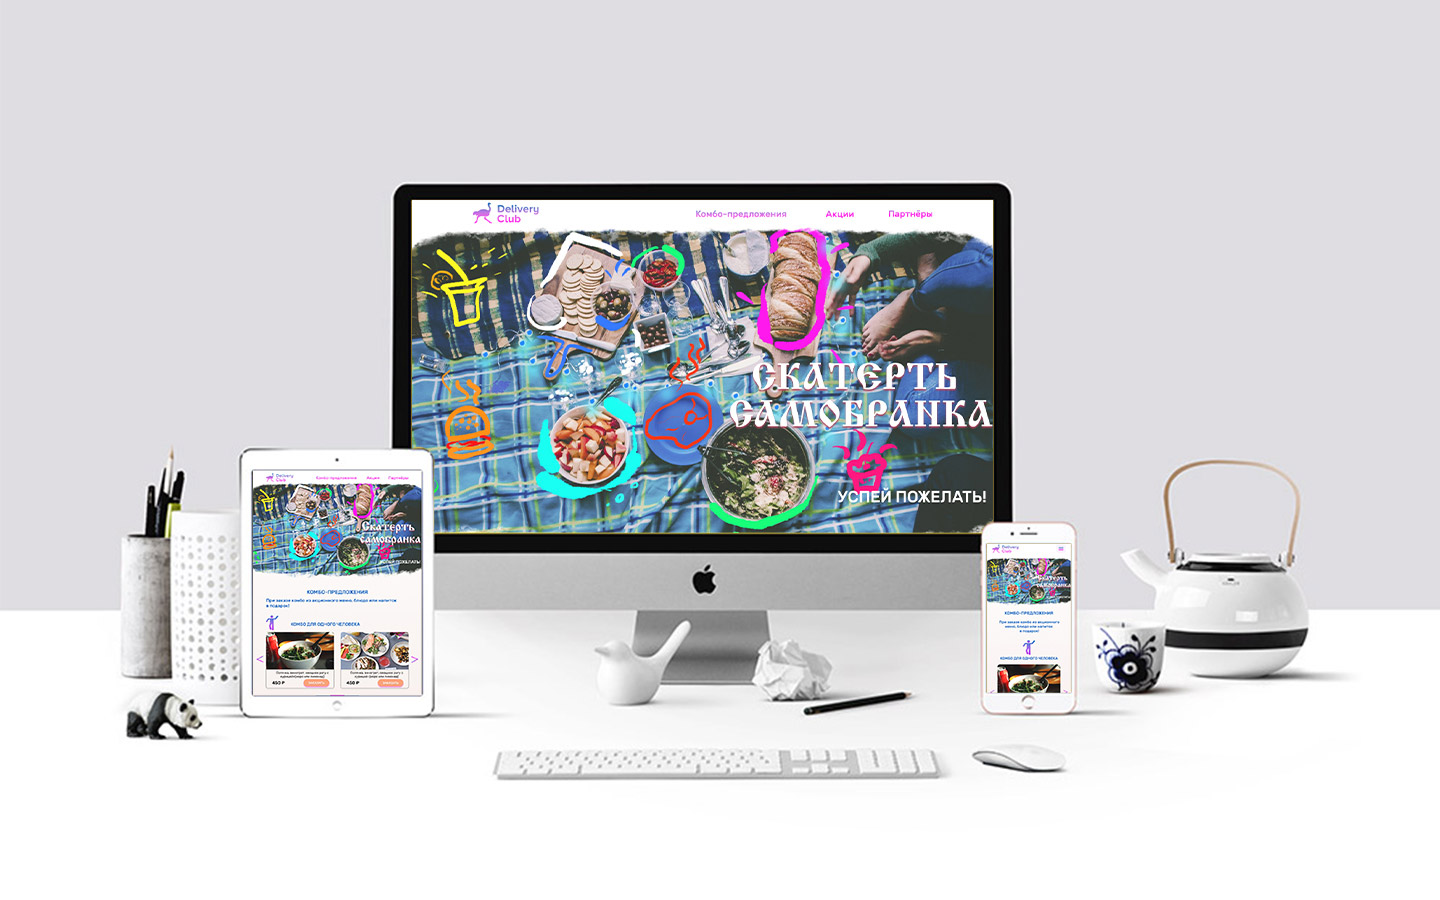 Delivery
Club
Комбо-предложения Акции Партнёры
СКАТЕРТЬ
САМОБРАНКА
УСПЕЙ ПОЖЕЛАТЬ!
Delivery
Club
Комбо-предложения Акции Партнёры
Скатерть
самобранка
УСПЕЙ ПОЖЕЛАТЬ!
КОМБО-ПРЕДЛОЖЕНИЯ
При заказе комбо из акционного меню, блюдо или напиток
в подарок!
КОМБО ДЛЯ ОДНОГО ЧЕЛОВЕКА
< >
450 ₽
450 ₽
Delivery
Club
Скатерть
самобранка
КОМБО-ПРЕДЛОЖЕНИЯ
При заказе комбо из акционного
меню, блюдо или напиток
в подарок!
КОМБО ДЛЯ ОДНОГО ЧЕЛОВЕКА